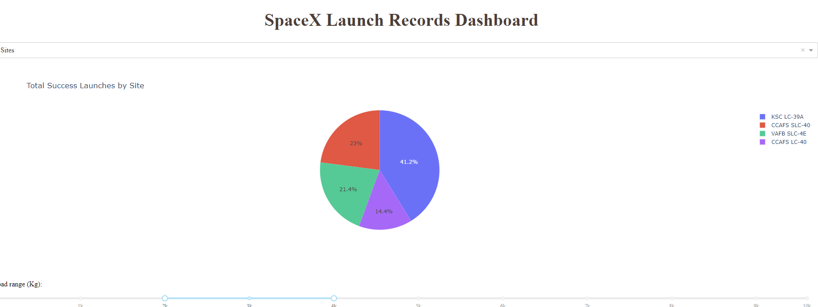 SpaceX Launch Records Dashboard
Sites
Total Success Launches by Site
KSC LC-39A
CCAFS SLC-40
VAFB SLC-4E
CCAFS LC-40
23%
41.2%
21.4%
14.4%
ad range (Kg):